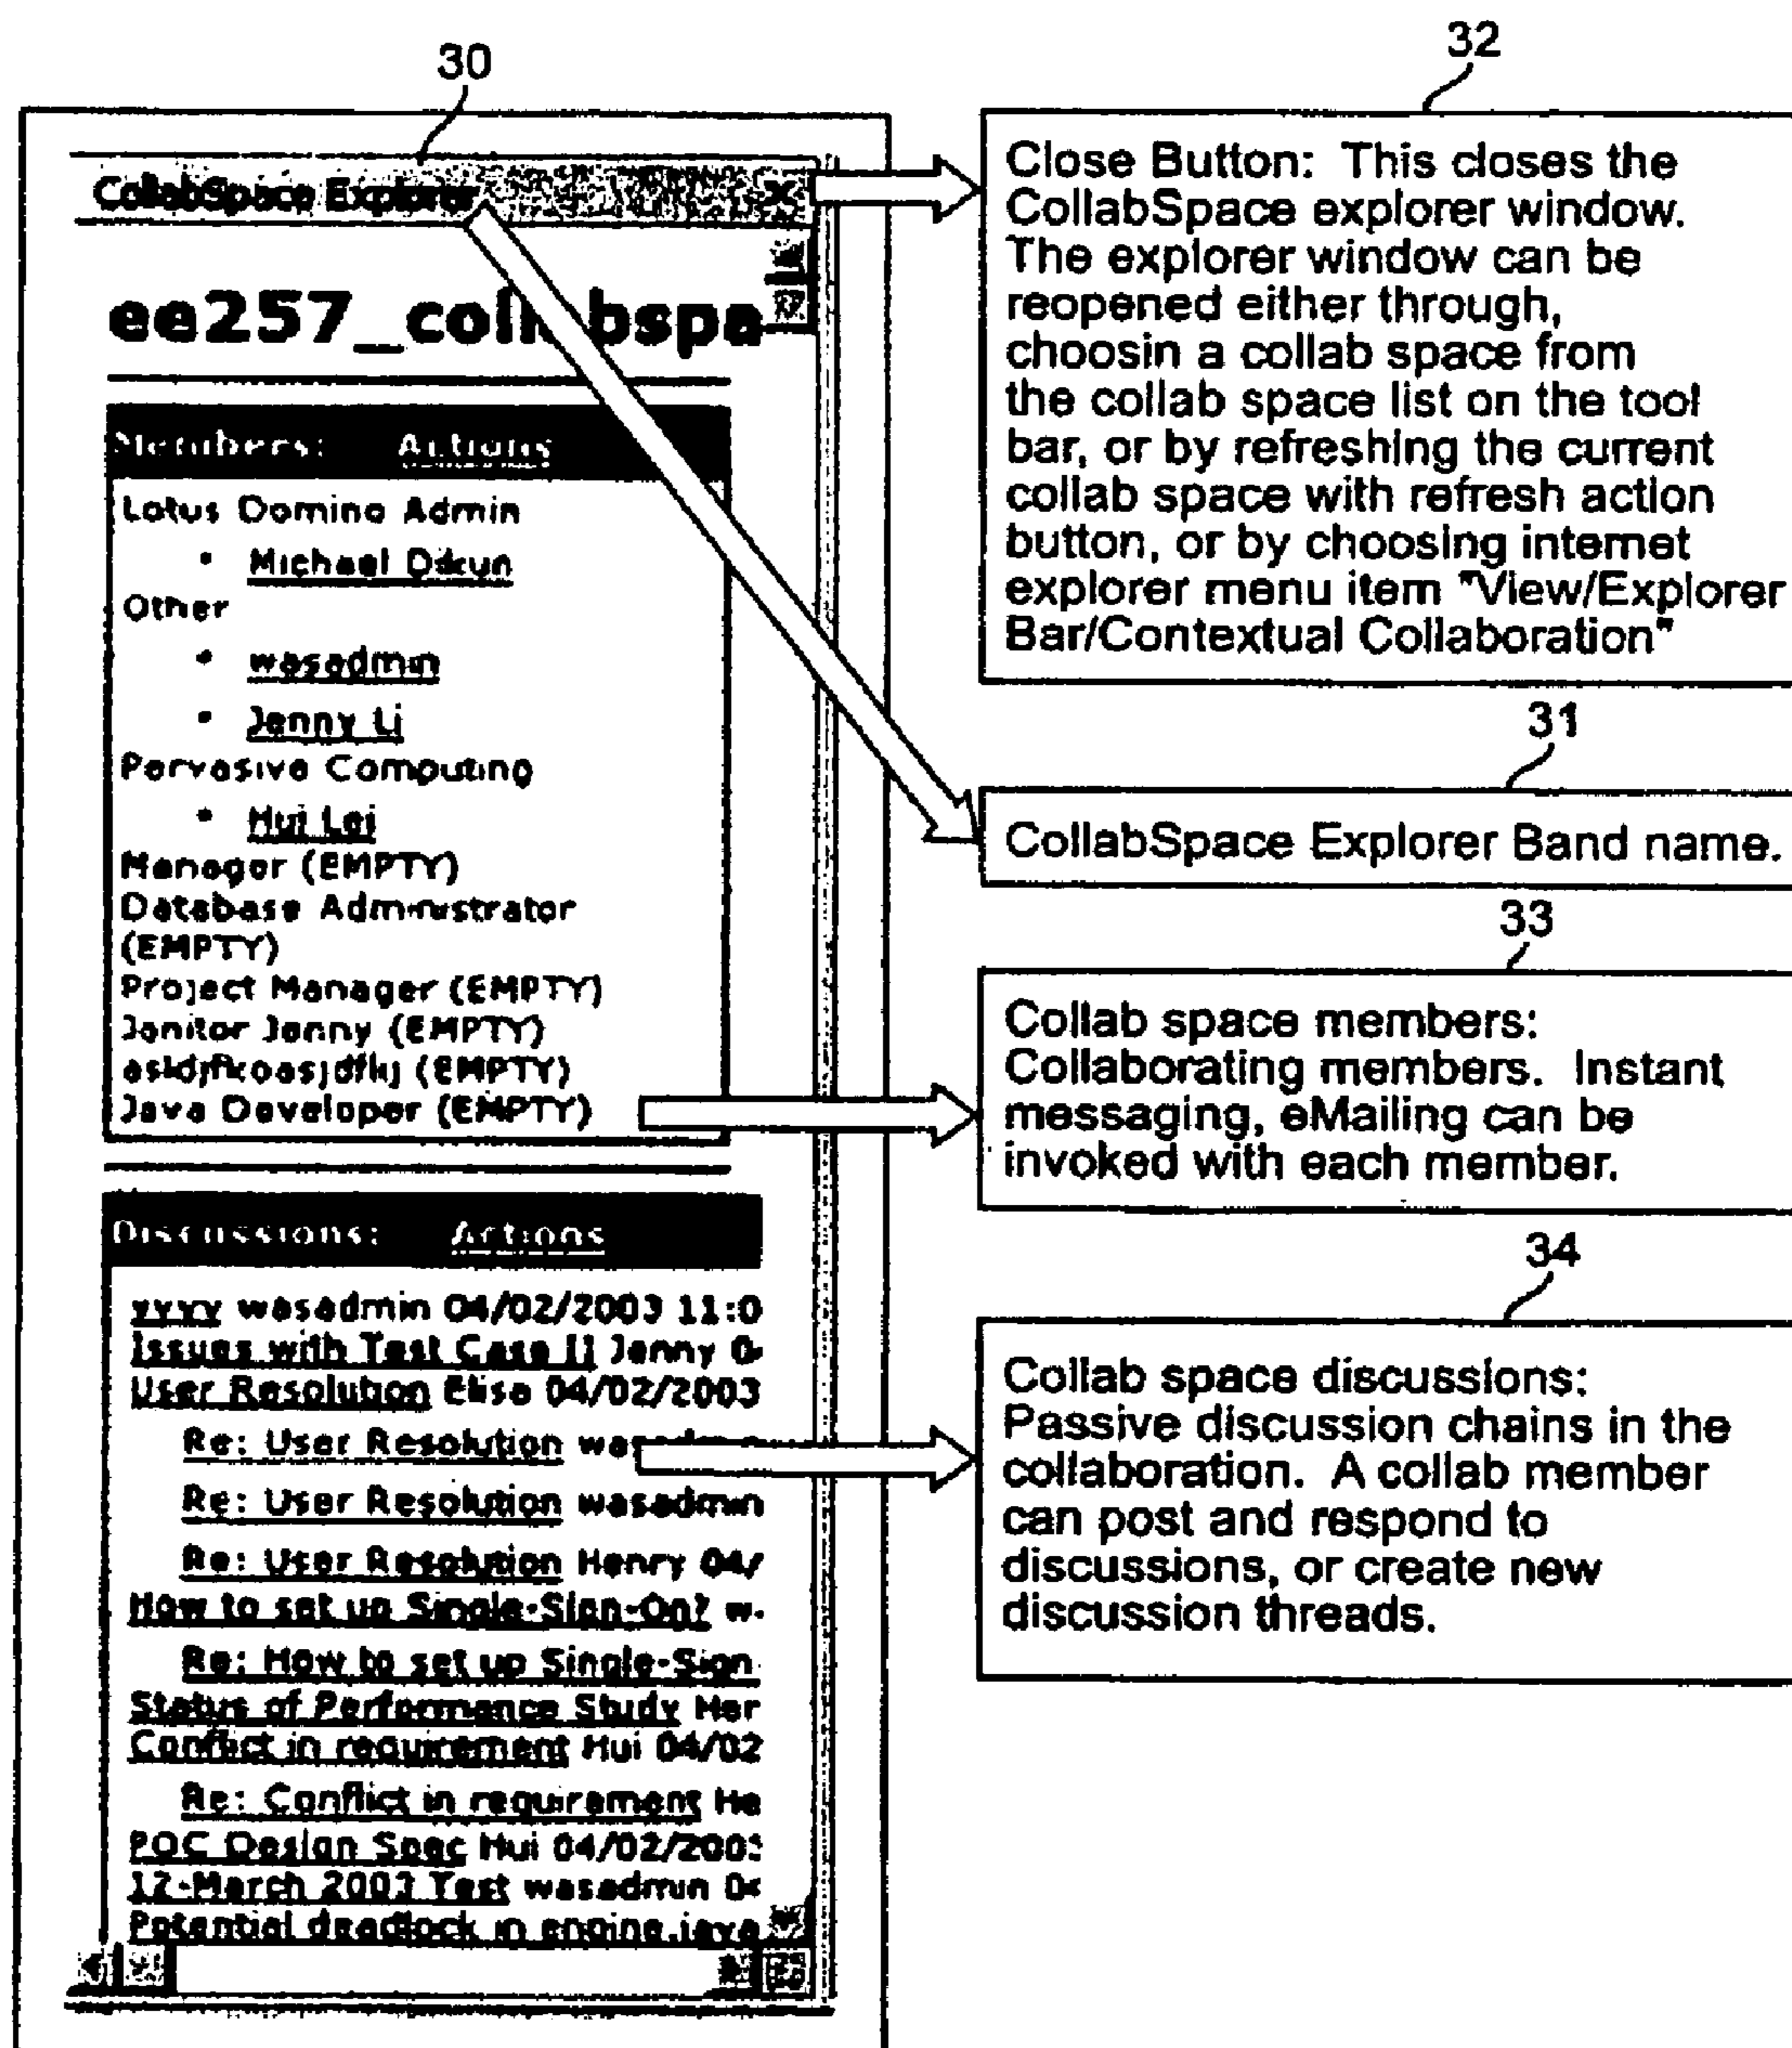 30
CollabSpace Explorer
ee257_coll bspa
Members: Actions
Lotus Domino Admin
• Michael
Other
• wasadmin
• Jenny Li
Pervasive Computing
• Hui Lei
Manager (EMPTY)
Database Administrator
(EMPTY)
Project Manager (EMPTY)
Janitor Jenny (EMPTY)
(EMPTY)
Java Developer (EMPTY)
Discussions: Actions
yyyy wasadmin 04/02/2003 11:0
Issues with Test Case II Jenny 0
User Resolution Elisa 04/02/2003
Re: User Resolution
Re: User Resolution wasadmin
Re: User Resolution Henry 04/
How to set up Single-Sign-On? w
Re: How to set up Single-Sign
Status of Performance Study Her
Conflict in requirement Hui 04/02
Re: Conflict in requirement He
POC Design Spec Hui 04/02/200
12-March 2003 Test wasadmin 0
Potential deadlock in engine.java
32
Close Button: This closes the
CollabSpace explorer window.
The explorer window can be
reopened either through,
choosin a collab space from
the collab space list on the tool
bar, or by refreshing the current
collab space with refresh action
button, or by choosing internet
explorer menu item "View/Explorer
Bar/Contextual Collaboration"
31
CollabSpace Explorer Band name.
33
Collab space members:
Collaborating members. Instant
messaging, eMailing can be
invoked with each member.
34
Collab space discussions:
Passive discussion chains in the
collaboration. A collab member
can post and respond to
discussions, or create new
discussion threads.